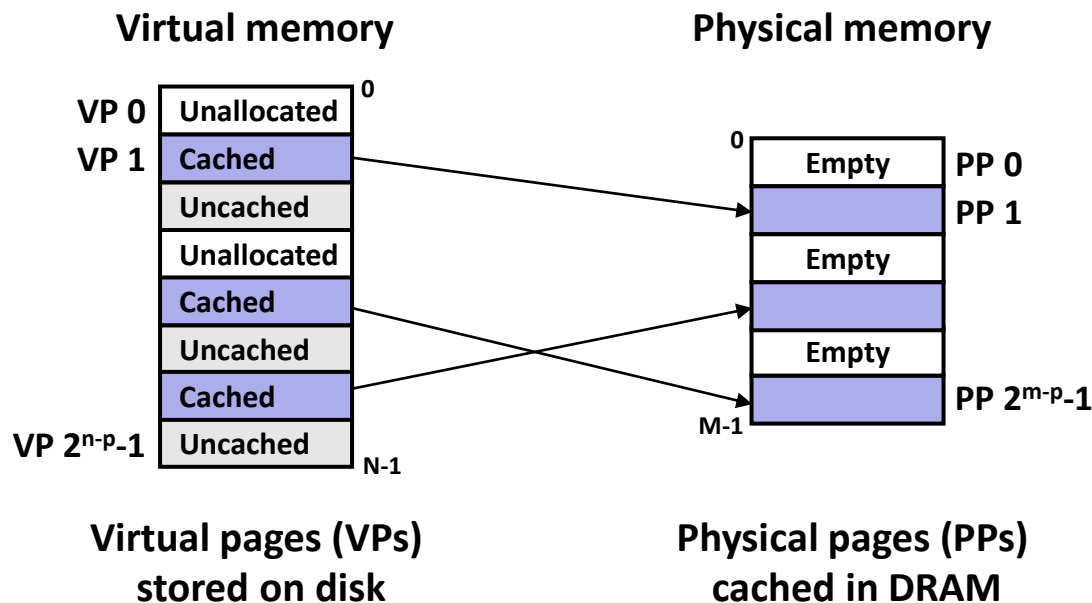 Virtual memory
Physical memory
0
VP 0
Unallocated
VP 1
Cached
Uncached
Unallocated
Cached
Uncached
Cached
VP 2ⁿ⁻ᵖ-1
Uncached
N-1
0
Empty
PP 0
PP 1
Empty
Empty
PP 2ᵐ⁻ᵖ-1
M-1
Virtual pages (VPs)
stored on disk
Physical pages (PPs)
cached in DRAM